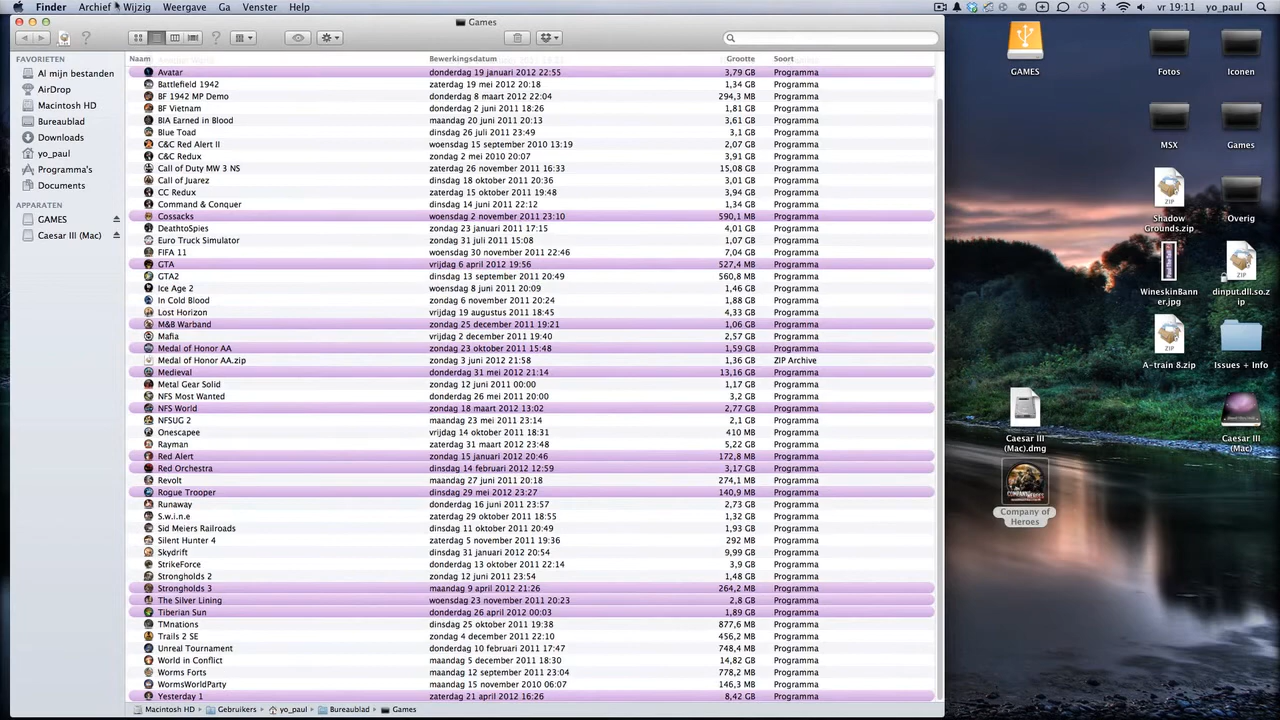 Finder Archief Wijzig Weergave Ga Venster Help vr 19:11 yo_paul
Games
FAVORIETEN
Al mijn bestanden
AirDrop
Macintosh HD
Bureaublad
Downloads
yo_paul
Programma's
Documents
APPARATEN
GAMES
Caesar III (Mac)
Naam Bewerkingsdatum Grootte Soort
Avatar donderdag 19 januari 2012 22:55 3,79 GB Programma
Battlefield 1942 zaterdag 19 mei 2012 20:18 1,34 GB Programma
BF 1942 MP Demo donderdag 8 maart 2012 22:04 294,3 MB Programma
BF Vietnam donderdag 2 juni 2011 18:26 1,81 GB Programma
BIA Earned in Blood maandag 20 juni 2011 20:13 3,61 GB Programma
Blue Toad dinsdag 26 juli 2011 23:49 3,1 GB Programma
C&C Red Alert II woensdag 15 september 2010 13:19 2,07 GB Programma
C&C Redux zondag 2 mei 2010 20:07 3,91 GB Programma
Call of Duty MW 3 NS zaterdag 26 november 2011 16:33 15,08 GB Programma
Call of Juarez dinsdag 18 oktober 2011 20:36 3,01 GB Programma
CC Redux zaterdag 15 oktober 2011 19:48 3,94 GB Programma
Command & Conquer dinsdag 14 juni 2011 22:12 1,34 GB Programma
Cossacks woensdag 2 november 2011 23:10 590,1 MB Programma
DeathtoSpies zondag 23 januari 2011 17:15 4,01 GB Programma
Euro Truck Simulator zondag 31 juli 2011 15:08 1,07 GB Programma
FIFA 11 woensdag 30 november 2011 22:46 7,04 GB Programma
GTA vrijdag 6 april 2012 19:56 527,4 MB Programma
GTA2 dinsdag 13 september 2011 20:49 560,8 MB Programma
Ice Age 2 woensdag 8 juni 2011 20:09 1,46 GB Programma
In Cold Blood zondag 6 november 2011 20:24 1,88 GB Programma
Lost Horizon vrijdag 19 augustus 2011 18:45 4,33 GB Programma
M&B Warband zondag 25 december 2011 19:21 1,06 GB Programma
Mafia vrijdag 2 december 2011 19:40 2,57 GB Programma
Medal of Honor AA zondag 23 oktober 2011 15:48 1,59 GB Programma
Medal of Honor AA.zip zondag 3 juni 2012 21:58 1,36 GB ZIP Archive
Medieval donderdag 31 mei 2012 21:14 13,16 GB Programma
Metal Gear Solid zondag 12 juni 2011 00:00 1,17 GB Programma
NFS Most Wanted donderdag 26 mei 2011 20:00 3,2 GB Programma
NFS World zondag 18 maart 2012 13:02 2,77 GB Programma
NFSUG 2 maandag 23 mei 2011 23:14 2,1 GB Programma
Onescapee vrijdag 14 oktober 2011 18:31 410 MB Programma
Rayman zaterdag 31 maart 2012 23:48 5,22 GB Programma
Red Alert zondag 15 januari 2012 20:46 172,8 MB Programma
Red Orchestra dinsdag 14 februari 2012 12:59 3,17 GB Programma
Revolt maandag 27 juni 2011 20:18 274,1 MB Programma
Rogue Trooper dinsdag 29 mei 2012 23:27 140,9 MB Programma
Runaway donderdag 16 juni 2011 23:57 2,73 GB Programma
S.w.i.n.e zaterdag 29 oktober 2011 18:55 1,32 GB Programma
Sid Meiers Railroads dinsdag 11 oktober 2011 20:49 1,93 GB Programma
Silent Hunter 4 zaterdag 5 november 2011 19:36 292 MB Programma
Skydrift dinsdag 31 januari 2012 20:54 9,99 GB Programma
StrikeForce donderdag 13 oktober 2011 22:14 3,9 GB Programma
Strongholds 2 zondag 12 juni 2011 23:54 1,48 GB Programma
Strongholds 3 maandag 9 april 2012 21:26 264,2 MB Programma
The Silver Lining woensdag 23 november 2011 20:23 2,8 GB Programma
Tiberian Sun donderdag 26 april 2012 00:03 1,89 GB Programma
TMnations dinsdag 25 oktober 2011 19:38 877,6 MB Programma
Trails 2 SE zondag 4 december 2011 22:10 456,2 MB Programma
Unreal Tournament donderdag 10 februari 2011 17:47 748,4 MB Programma
World in Conflict maandag 5 december 2011 18:30 14,82 GB Programma
Worms Forts maandag 12 september 2011 23:04 778,2 MB Programma
WormsWorldParty maandag 15 november 2010 06:07 146,3 MB Programma
Yesterday 1 zaterdag 21 april 2012 16:26 8,42 GB Programma
Macintosh HD Gebruikers yo_paul Bureaublad Games
GAMES
Fotos
Iconen
MSX
Games
ZIP
Shadow
Grounds.zip
Overig
WineskinBann
er.jpg
ZIP
dinput.dll.so.z
ip
ZIP
A-train 8.zip
Issues + Info
Caesar III
(Mac).dmg
Caesar III
(Mac)
Company of
Heroes